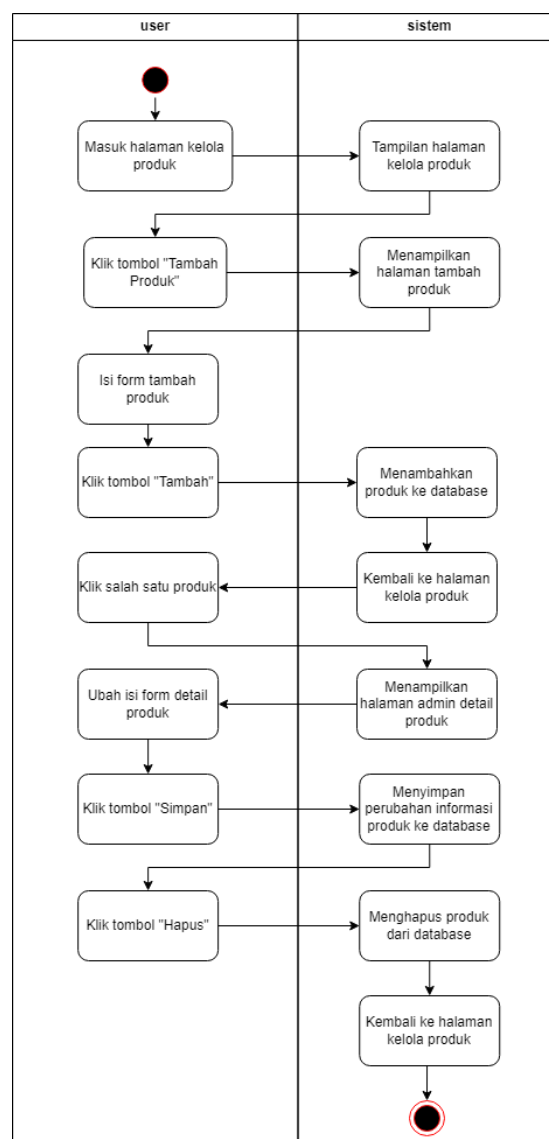 user
sistem
Masuk halaman kelola
produk
Tampilan halaman
kelola produk
Klik tombol "Tambah
Produk"
Menampilkan
halaman tambah
produk
Isi form tambah
produk
Klik tombol "Tambah"
Menambahkan
produk ke database
Kembali ke halaman
kelola produk
Klik salah satu produk
Menampilkan
halaman admin detail
produk
Ubah isi form detail
produk
Klik tombol "Simpan"
Menyimpan
perubahan informasi
produk ke database
Klik tombol "Hapus"
Menghapus produk
dari database
Kembali ke halaman
kelola produk